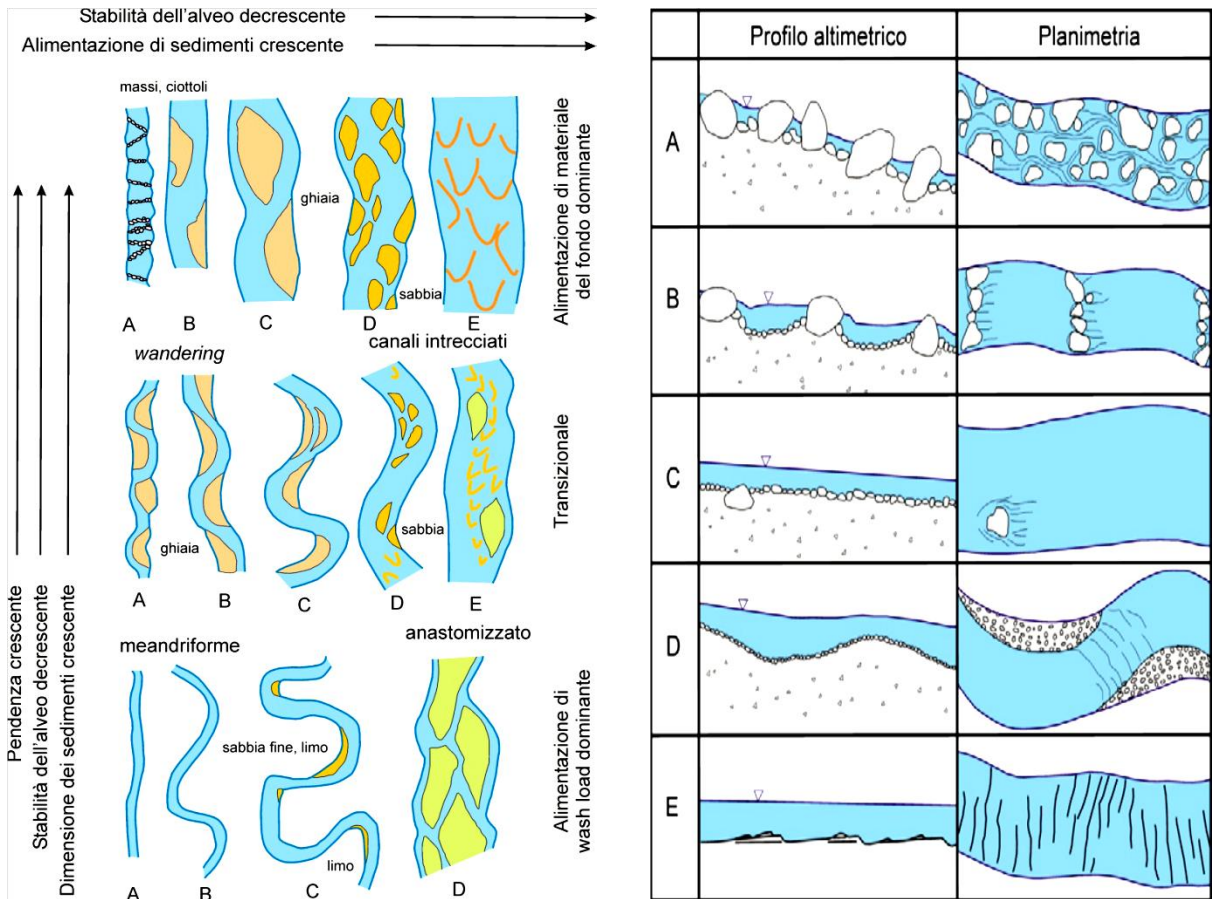 Stabilità dell'alveo decrescente
Alimentazione di sedimenti crescente
massi, ciottoli
ghiaia
sabbia
A
B
C
D
E
Alimentazione di materiale
del fondo dominante
wandering
canali intrecciati
ghiaia
sabbia
A
B
C
D
E
Transizionale
meandriforme
anastomizzato
sabbia fine, limo
limo
A
B
C
D
Alimentazione di
wash load dominante
Pendenza crescente
Stabilità dell'alveo decrescente
Dimensione dei sedimenti crescente
Profilo altimetrico
Planimetria
A
B
C
D
E